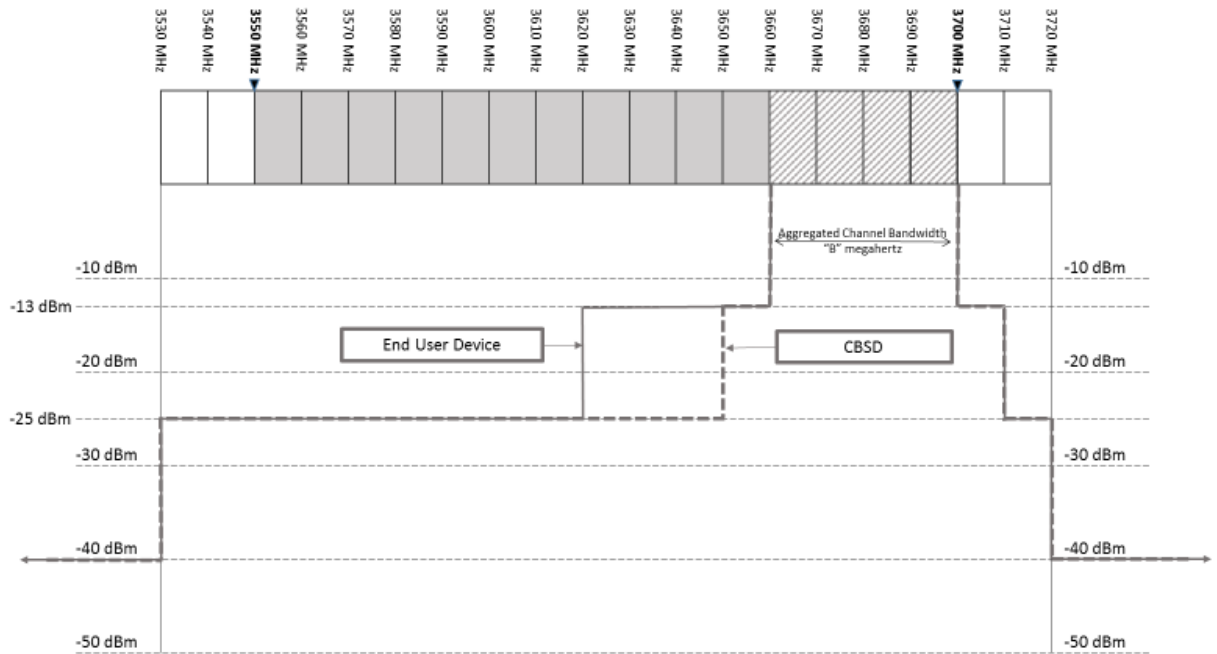 3530 MHz
3540 MHz
3550 MHz
3560 MHz
3570 MHz
3580 MHz
3590 MHz
3600 MHz
3610 MHz
3620 MHz
3630 MHz
3640 MHz
3650 MHz
3660 MHz
3670 MHz
3680 MHz
3690 MHz
3700 MHz
3710 MHz
3720 MHz
Aggregated Channel Bandwidth
"B" megahertz
-10 dBm
-10 dBm
-13 dBm
End User Device
CBSD
-20 dBm
-20 dBm
-25 dBm
-30 dBm
-30 dBm
-40 dBm
-40 dBm
-50 dBm
-50 dBm